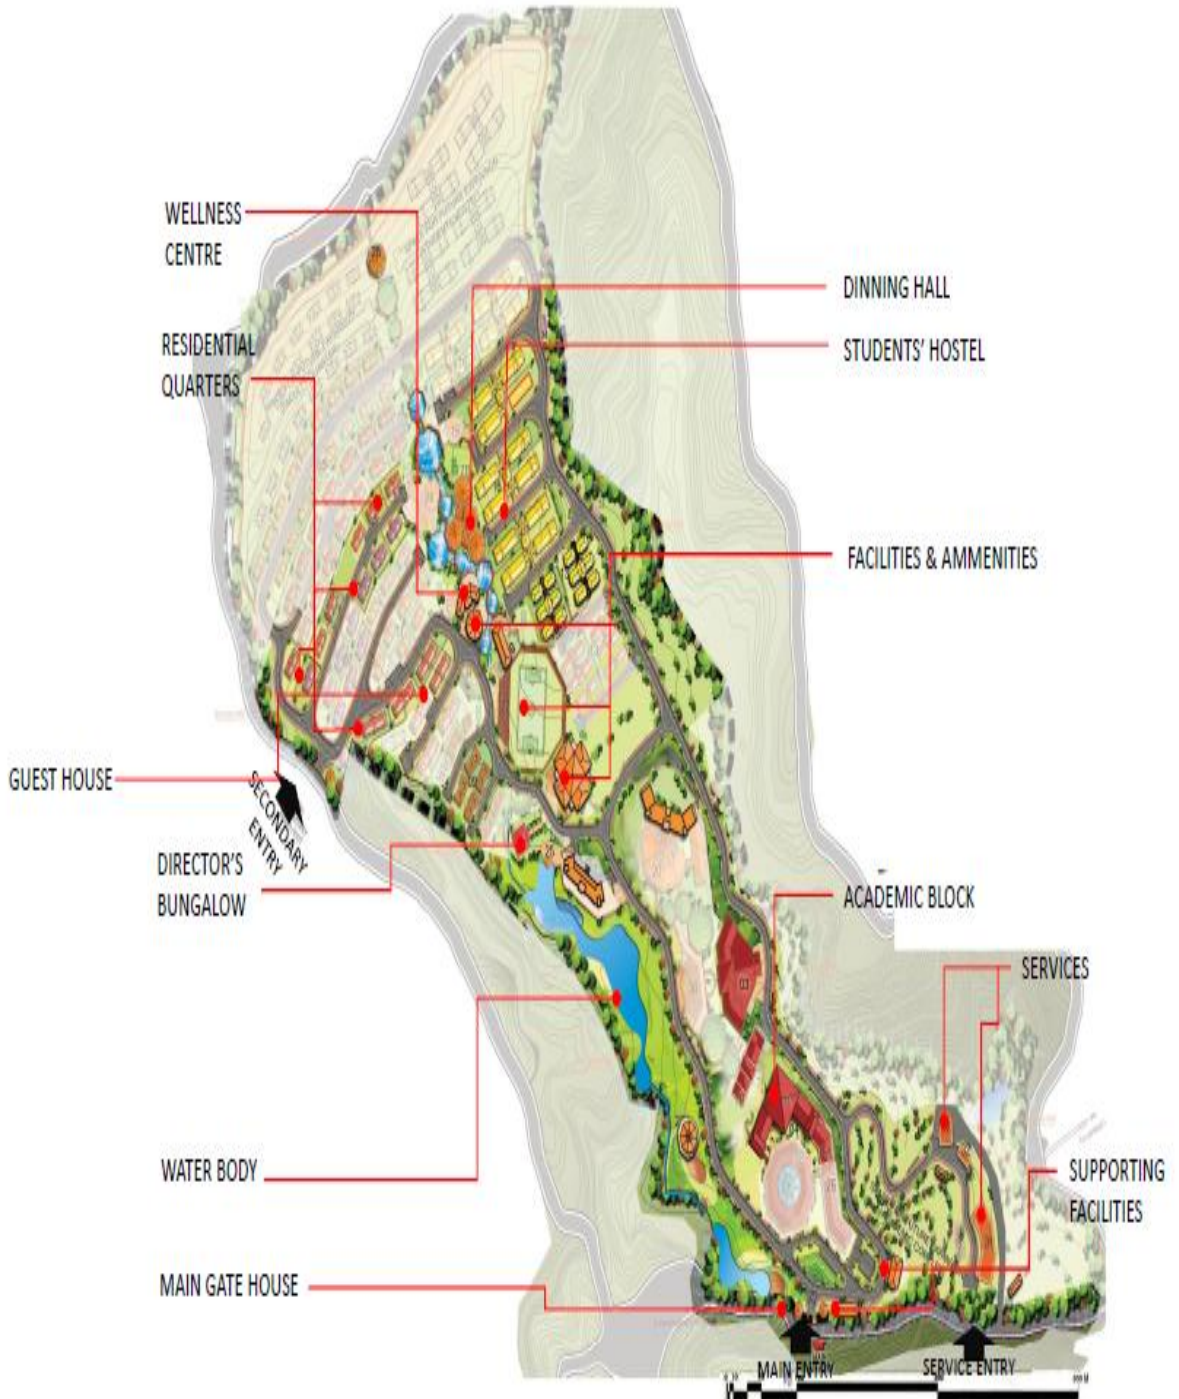 WELLNESS
CENTRE
DINNING HALL
RESIDENTIAL
QUARTERS
STUDENTS' HOSTEL
FACILITIES & AMMENITIES
GUEST HOUSE
SECONDARY
ENTRY
DIRECTOR'S
BUNGALOW
ACADEMIC BLOCK
SERVICES
WATER BODY
SUPPORTING
FACILITIES
MAIN GATE HOUSE
MAIN ENTRY
SERVICE ENTRY